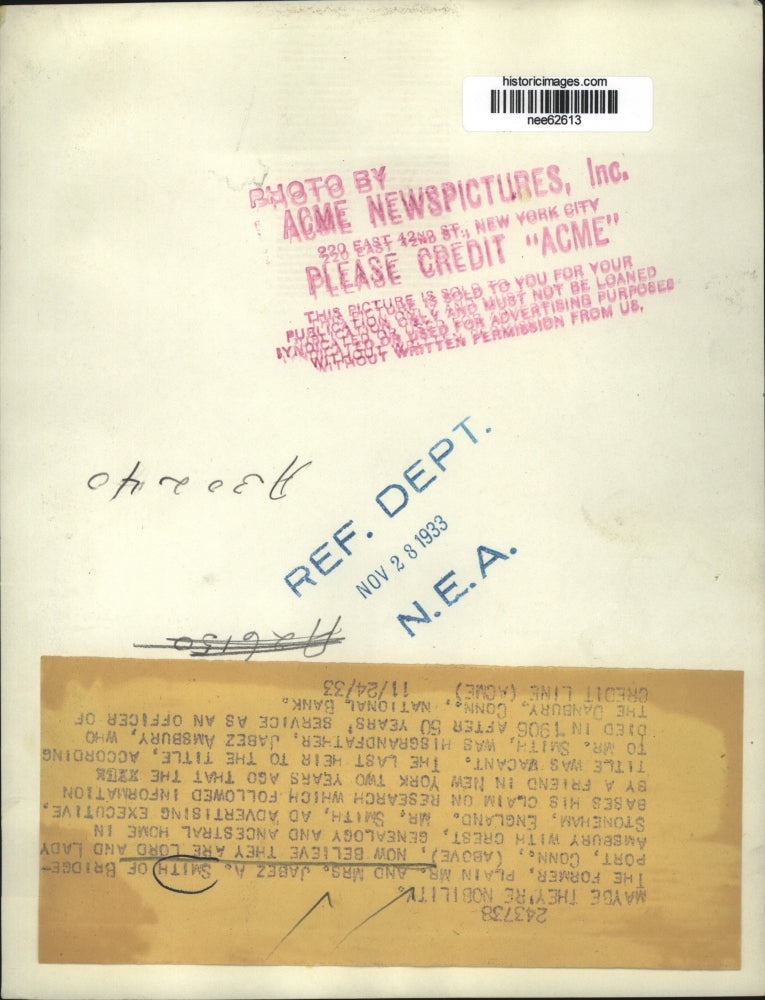 historicimages.com
nee62613
PHOTO BY
ACME NEWSPICTURES, Inc.
220 EAST 42ND ST., NEW YORK CITY
PLEASE CREDIT "ACME"
THIS PICTURE IS SOLD TO YOU FOR YOUR
PUBLICATION ONLY AND MUST NOT BE LOANED
SYNDICATED OR USED FOR ADVERTISING PURPOSES
WITHOUT WRITTEN PERMISSION FROM US.
A30240
REF. DEPT.
NOV 28 1933
N.E.A.
A26150
243738
MAYBE THEY'RE NOBILITY.
THE FORMER, PLAIN MR. AND MRS. JABEZ A. SMITH OF BRIDGE-
PORT, CONN., (ABOVE), NOW BELIEVE THEY ARE LORD AND LADY
AMSBURY WITH CREST, GENEALOGY AND ANCESTRAL HOME IN
STONEHAM, ENGLAND. MR. SMITH, AD ADVERTISING EXECUTIVE,
BASES HIS CLAIM ON RESEARCH WHICH FOLLOWED INFORMATION
BY A FRIEND IN NEW YORK TWO YEARS AGO THAT THE
TITLE WAS VACANT. THE LAST HEIR TO THE TITLE, ACCORDING
TO MR. SMITH, WAS HISGRANDFATHER, JABEZ AMSBURY, WHO
DIED IN 1906 AFTER 50 YEARS' SERVICE AS AN OFFICER OF
THE DANBURY, CONN., NATIONAL BANK.
CREDIT LINE (ACME) 11/24/33